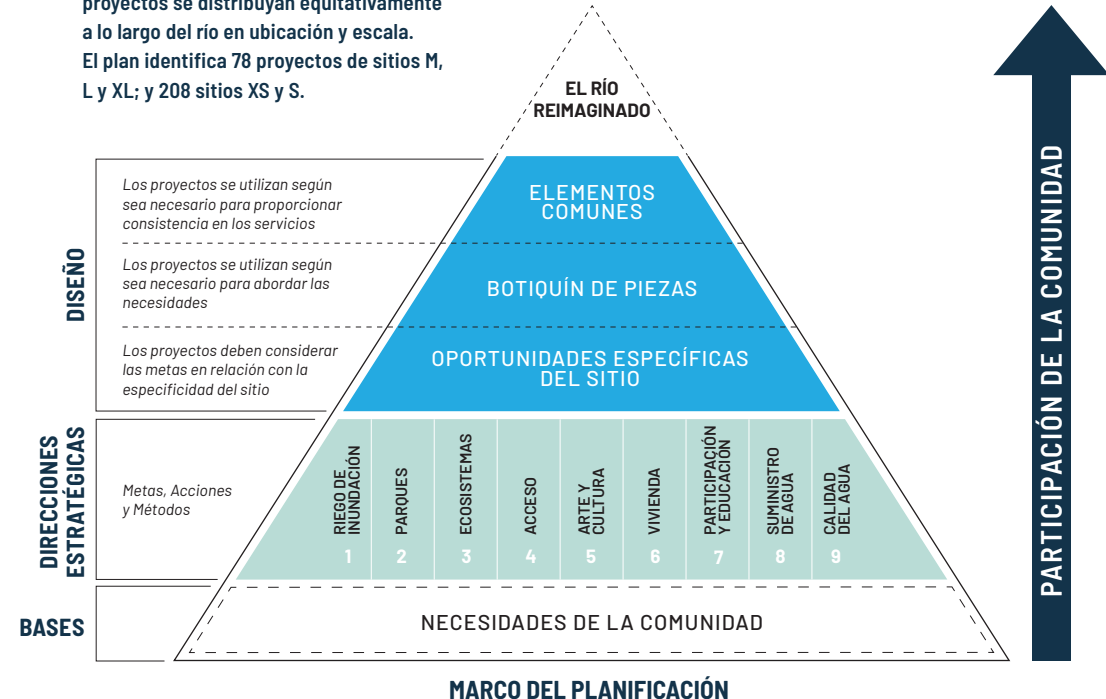 proyectos se distribuyan equitativamente
a lo largo del río en ubicación y escala.
El plan identifica 78 proyectos de sitios M,
L y XL; y 208 sitios XS y S.
EL RÍO
REIMAGINADO
DISEÑO
Los proyectos se utilizan según
sea necesario para proporcionar
consistencia en los servicios
ELEMENTOS
COMUNES
Los proyectos se utilizan según
sea necesario para abordar las
necesidades
BOTIQUÍN DE PIEZAS
Los proyectos deben considerar
las metas en relación con la
especificidad del sitio
OPORTUNIDADES ESPECÍFICAS
DEL SITIO
DIRECCIONES
ESTRATÉGICAS
Metas, Acciones
y Métodos
RIEGO DE
INUNDACIÓN
1
PARQUES
2
ECOSISTEMAS
3
ACCESO
4
ARTE Y
CULTURA
5
VIVIENDA
6
PARTICIPACIÓN
Y EDUCACIÓN
7
SUMINISTRO
DE AGUA
8
CALIDAD
DEL AGUA
9
BASES
NECESIDADES DE LA COMUNIDAD
MARCO DEL PLANIFICACIÓN
PARTICIPACIÓN DE LA COMUNIDAD